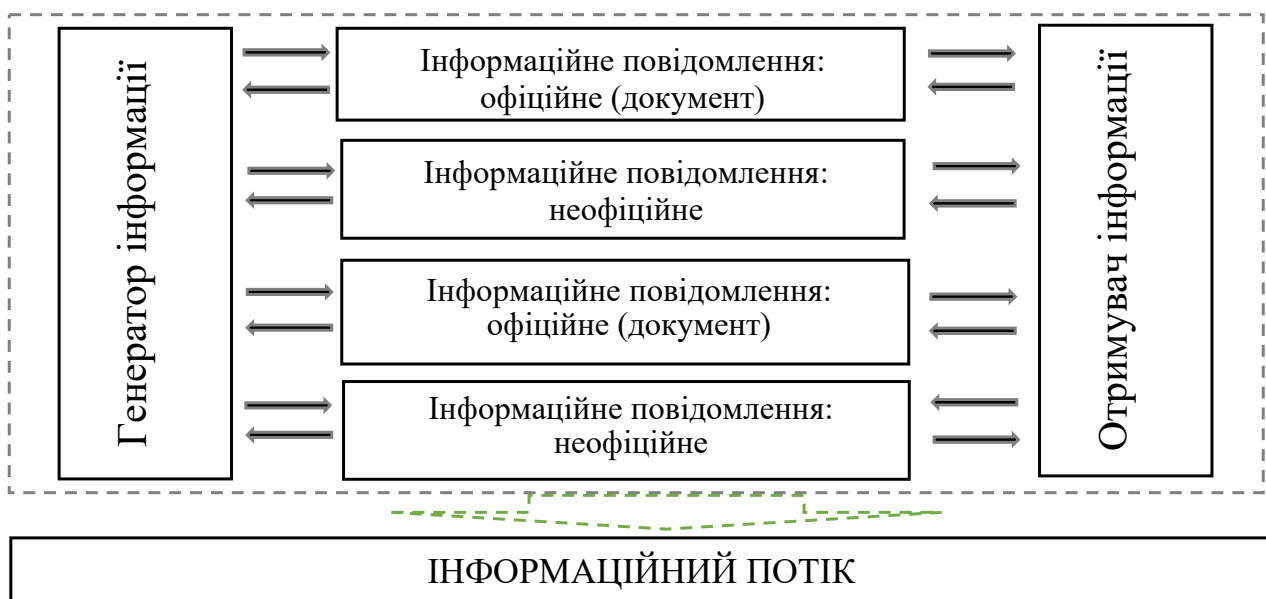 Генератор інформації
Інформаційне повідомлення:
офіційне (документ)
Інформаційне повідомлення:
неофіційне
Інформаційне повідомлення:
офіційне (документ)
Інформаційне повідомлення:
неофіційне
Отримувач інформації
ІНФОРМАЦІЙНИЙ ПОТІК